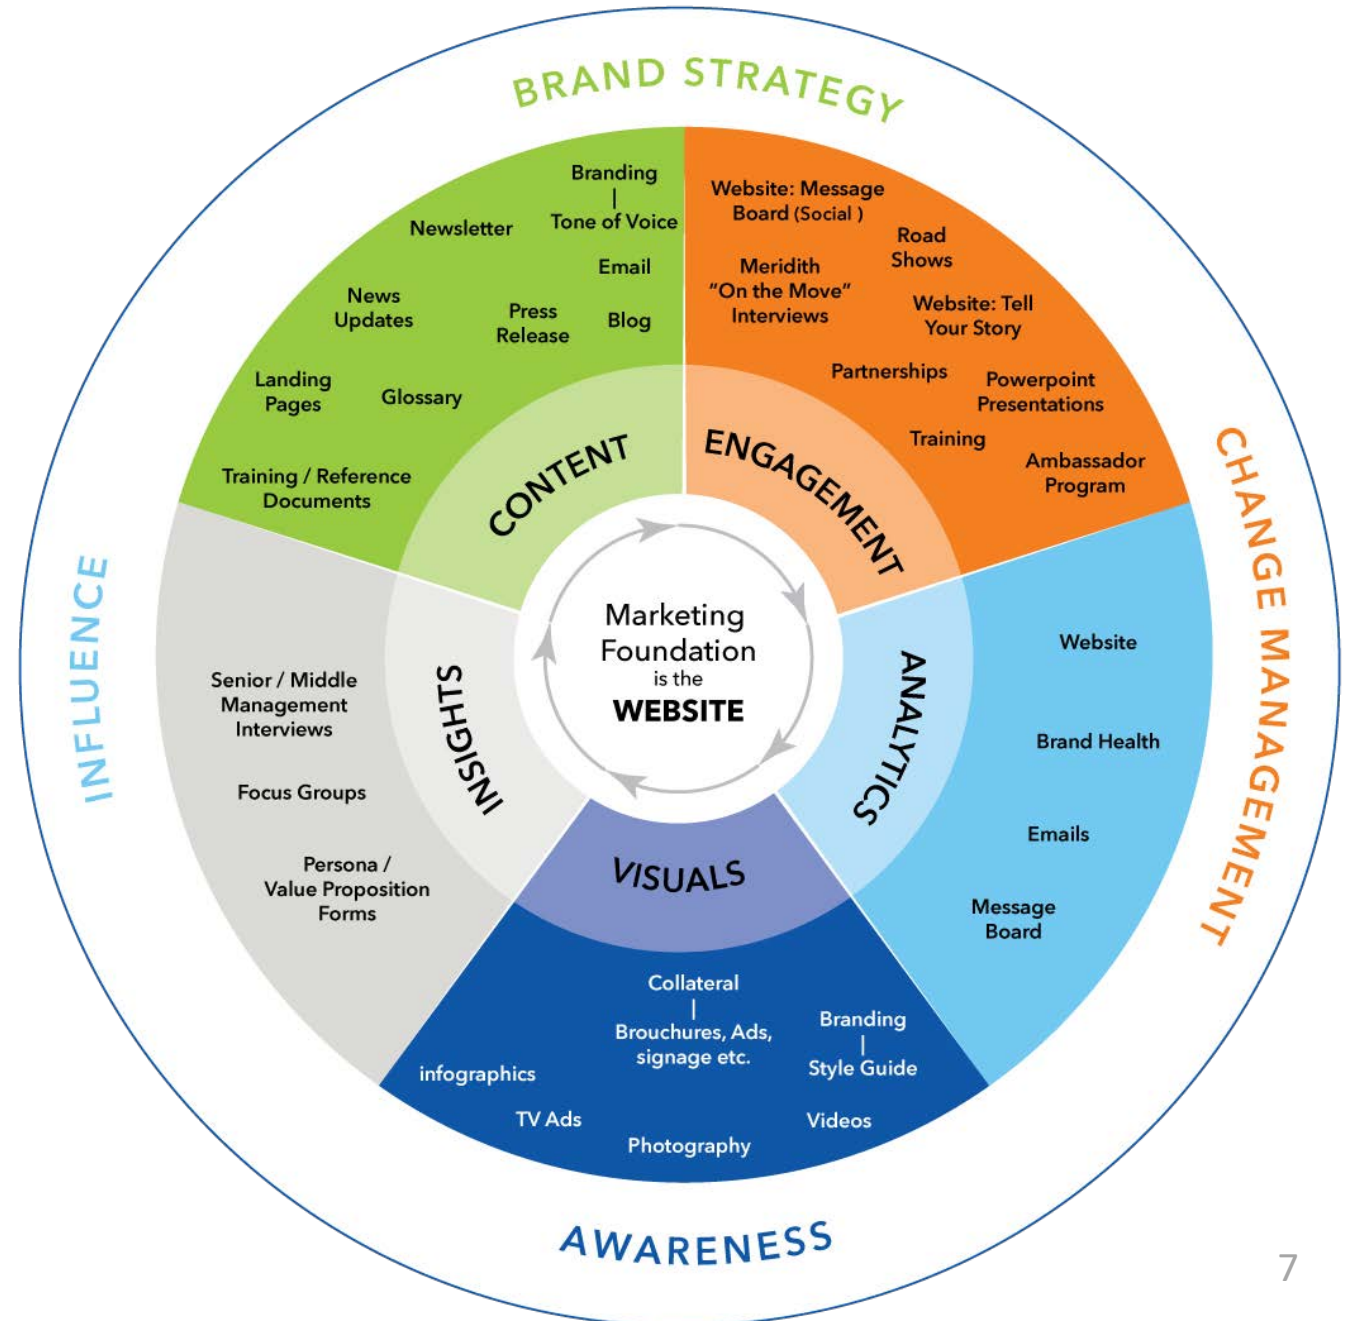 BRAND STRATEGY
Branding
|
Tone of Voice
Newsletter
Email
News
Updates
Press
Release
Blog
Landing
Pages
Glossary
Training / Reference
Documents
CONTENT
Website: Message
Board (Social )
Road
Shows
Meridith
“On the Move”
Interviews
Website: Tell
Your Story
Partnerships
Powerpoint
Presentations
Training
Ambassador
Program
ENGAGEMENT
CHANGE MANAGEMENT
Website
Brand Health
Emails
Message
Board
ANALYTICS
Marketing
Foundation
is the
WEBSITE
VISUALS
Collateral
|
Brouchures, Ads,
signage etc.
Branding
|
Style Guide
infographics
TV Ads
Videos
Photography
AWARENESS
INSIGHTS
Senior / Middle
Management
Interviews
Focus Groups
Persona /
Value Proposition
Forms
INFLUENCE
7